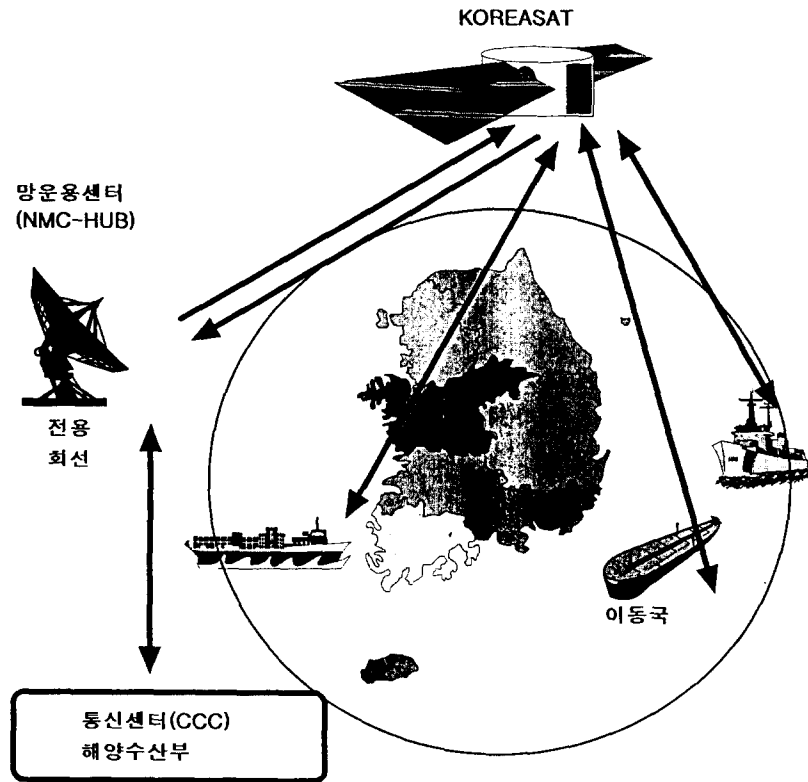 KOREASAT
망운용센터
(NMC-HUB)
전용
회선
이동국
통신센터(CCC)
해양수산부